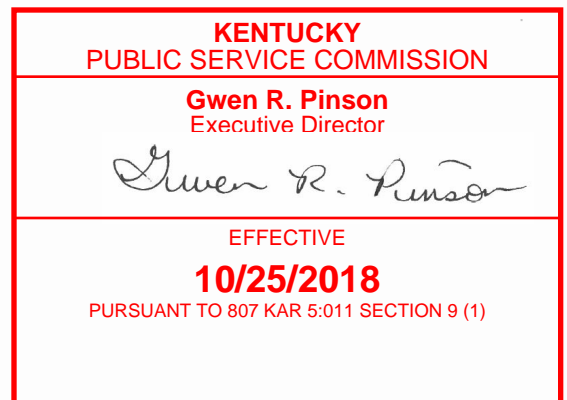 KENTUCKY
PUBLIC SERVICE COMMISSION
Gwen R. Pinson
Executive Director
Gwen R. Pinson
EFFECTIVE
10/25/2018
PURSUANT TO 807 KAR 5:011 SECTION 9 (1)